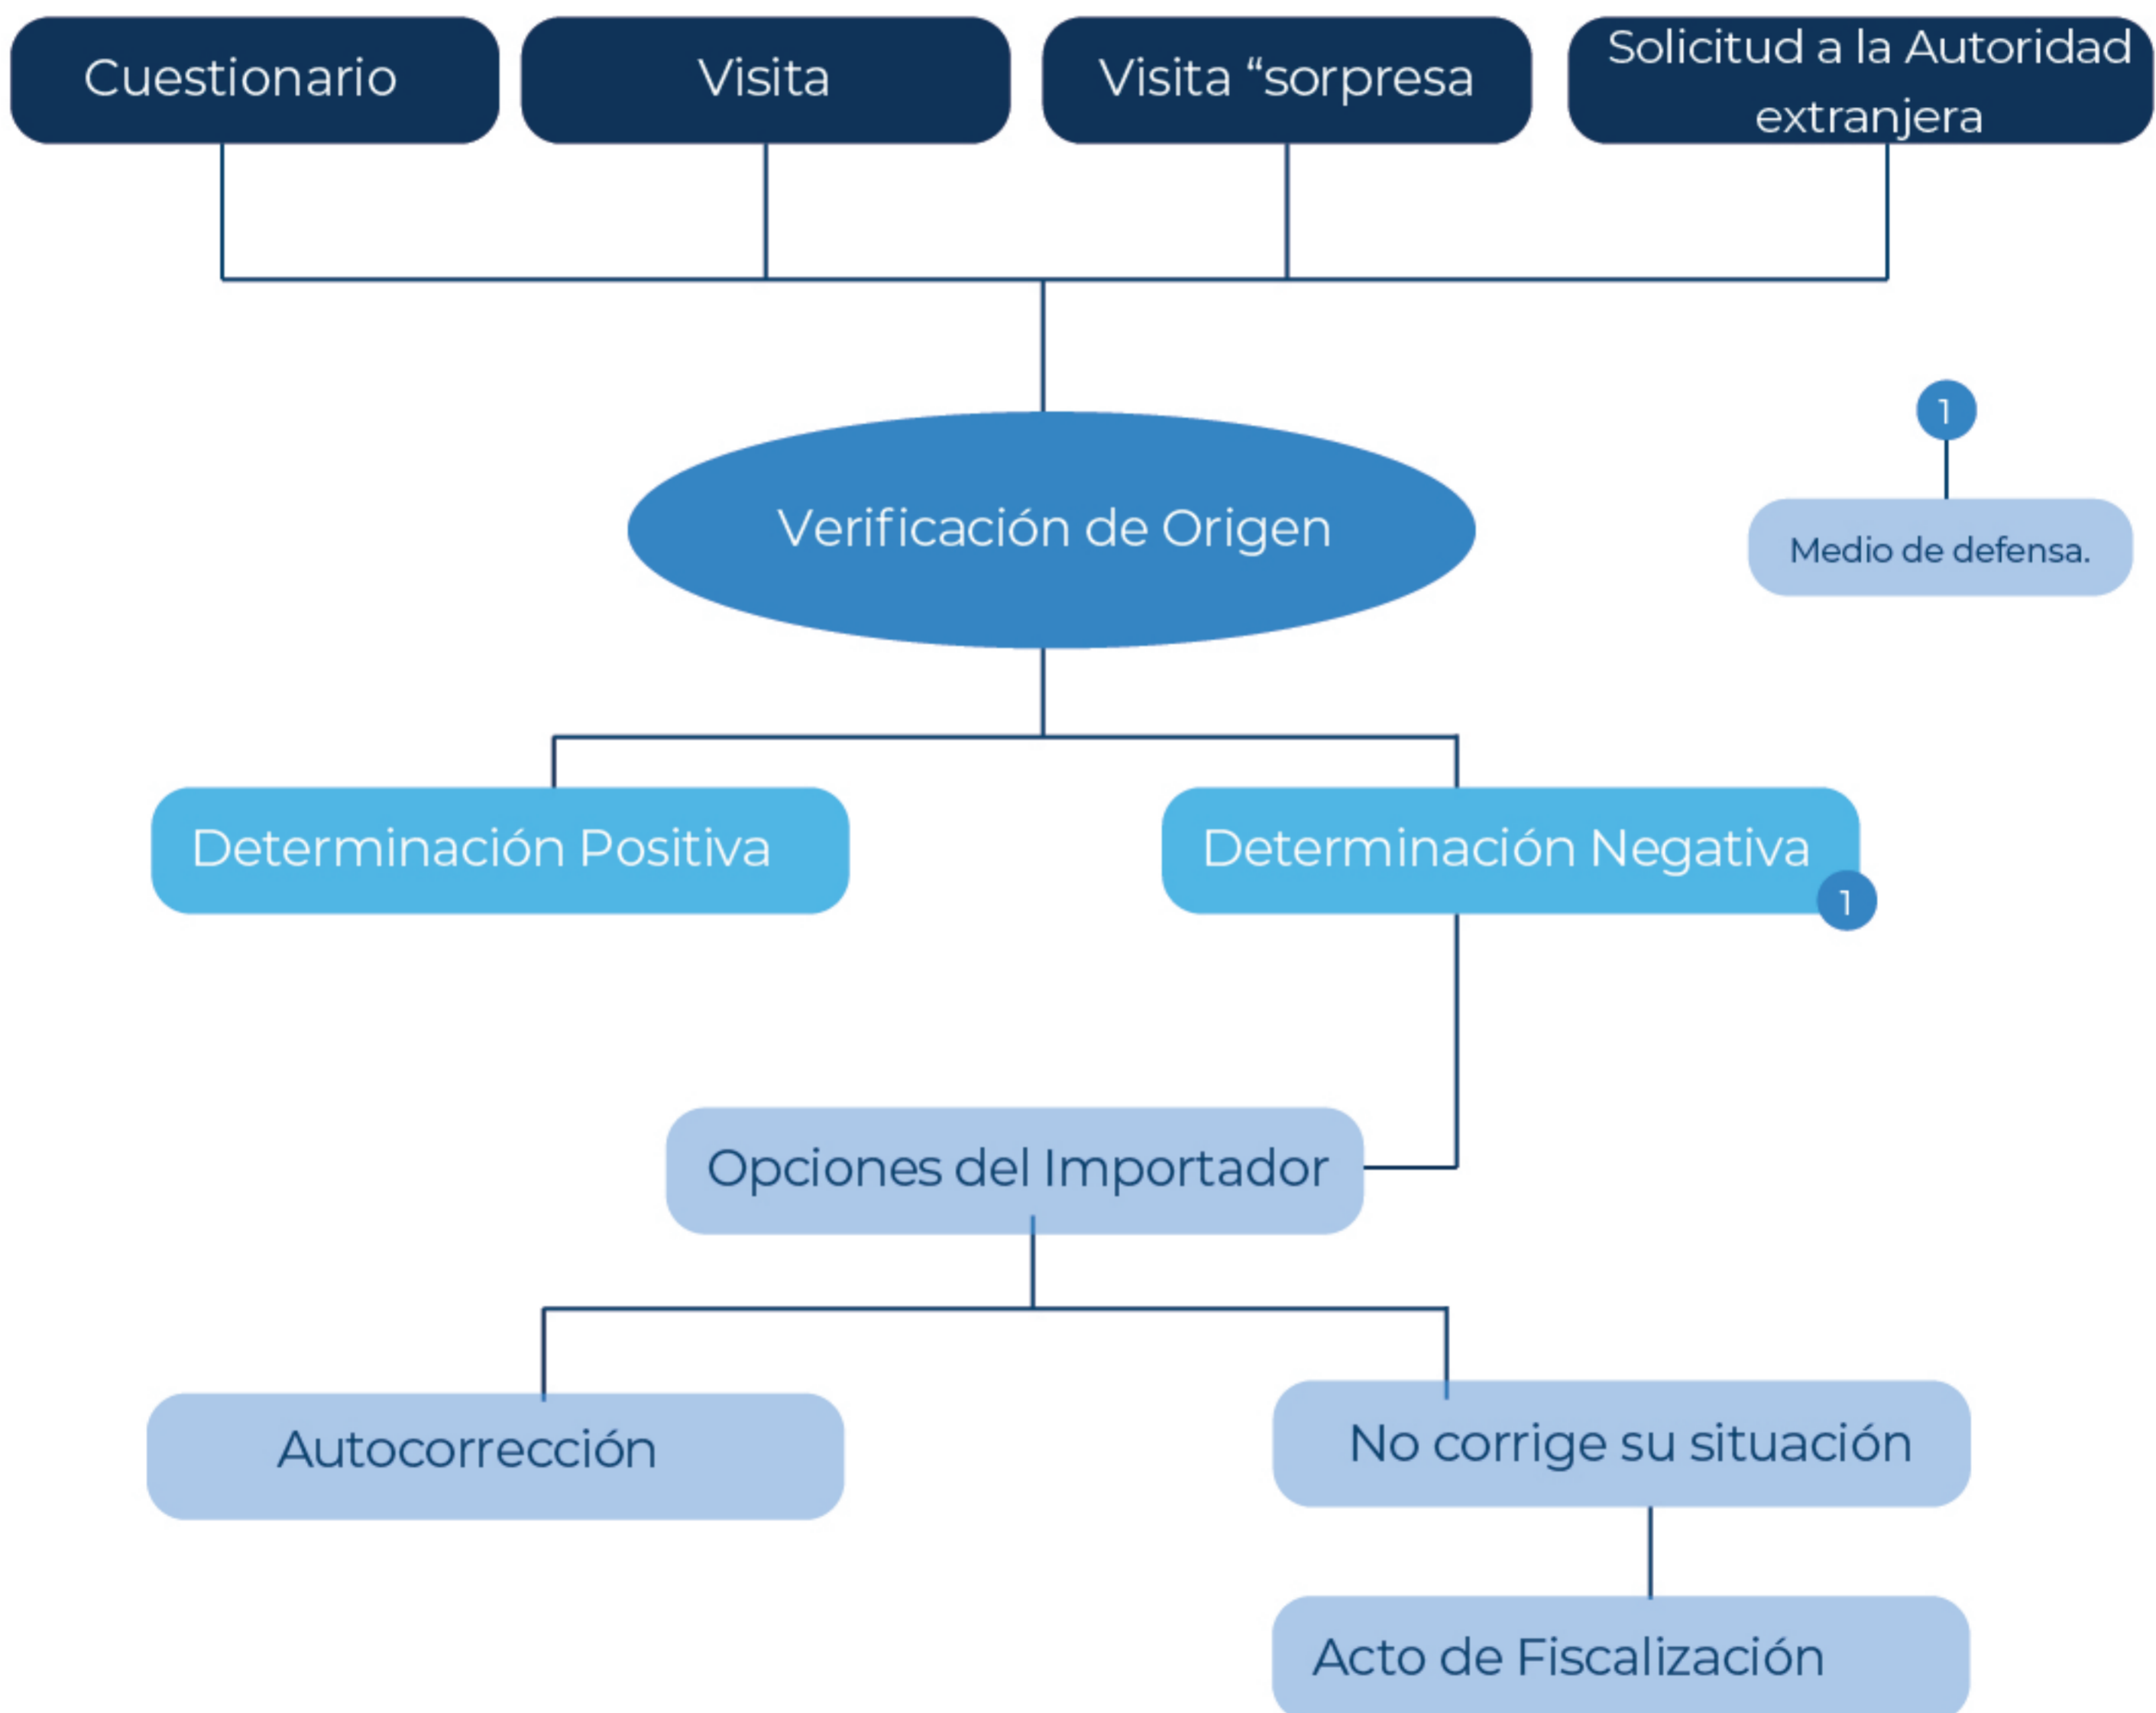 Cuestionario
Visita
Visita “sorpresa
Solicitud a la Autoridad
extranjera
Verificación de Origen
1
Medio de defensa.
Determinación Positiva
Determinación Negativa
1
Opciones del Importador
Autocorrección
No corrige su situación
Acto de Fiscalización